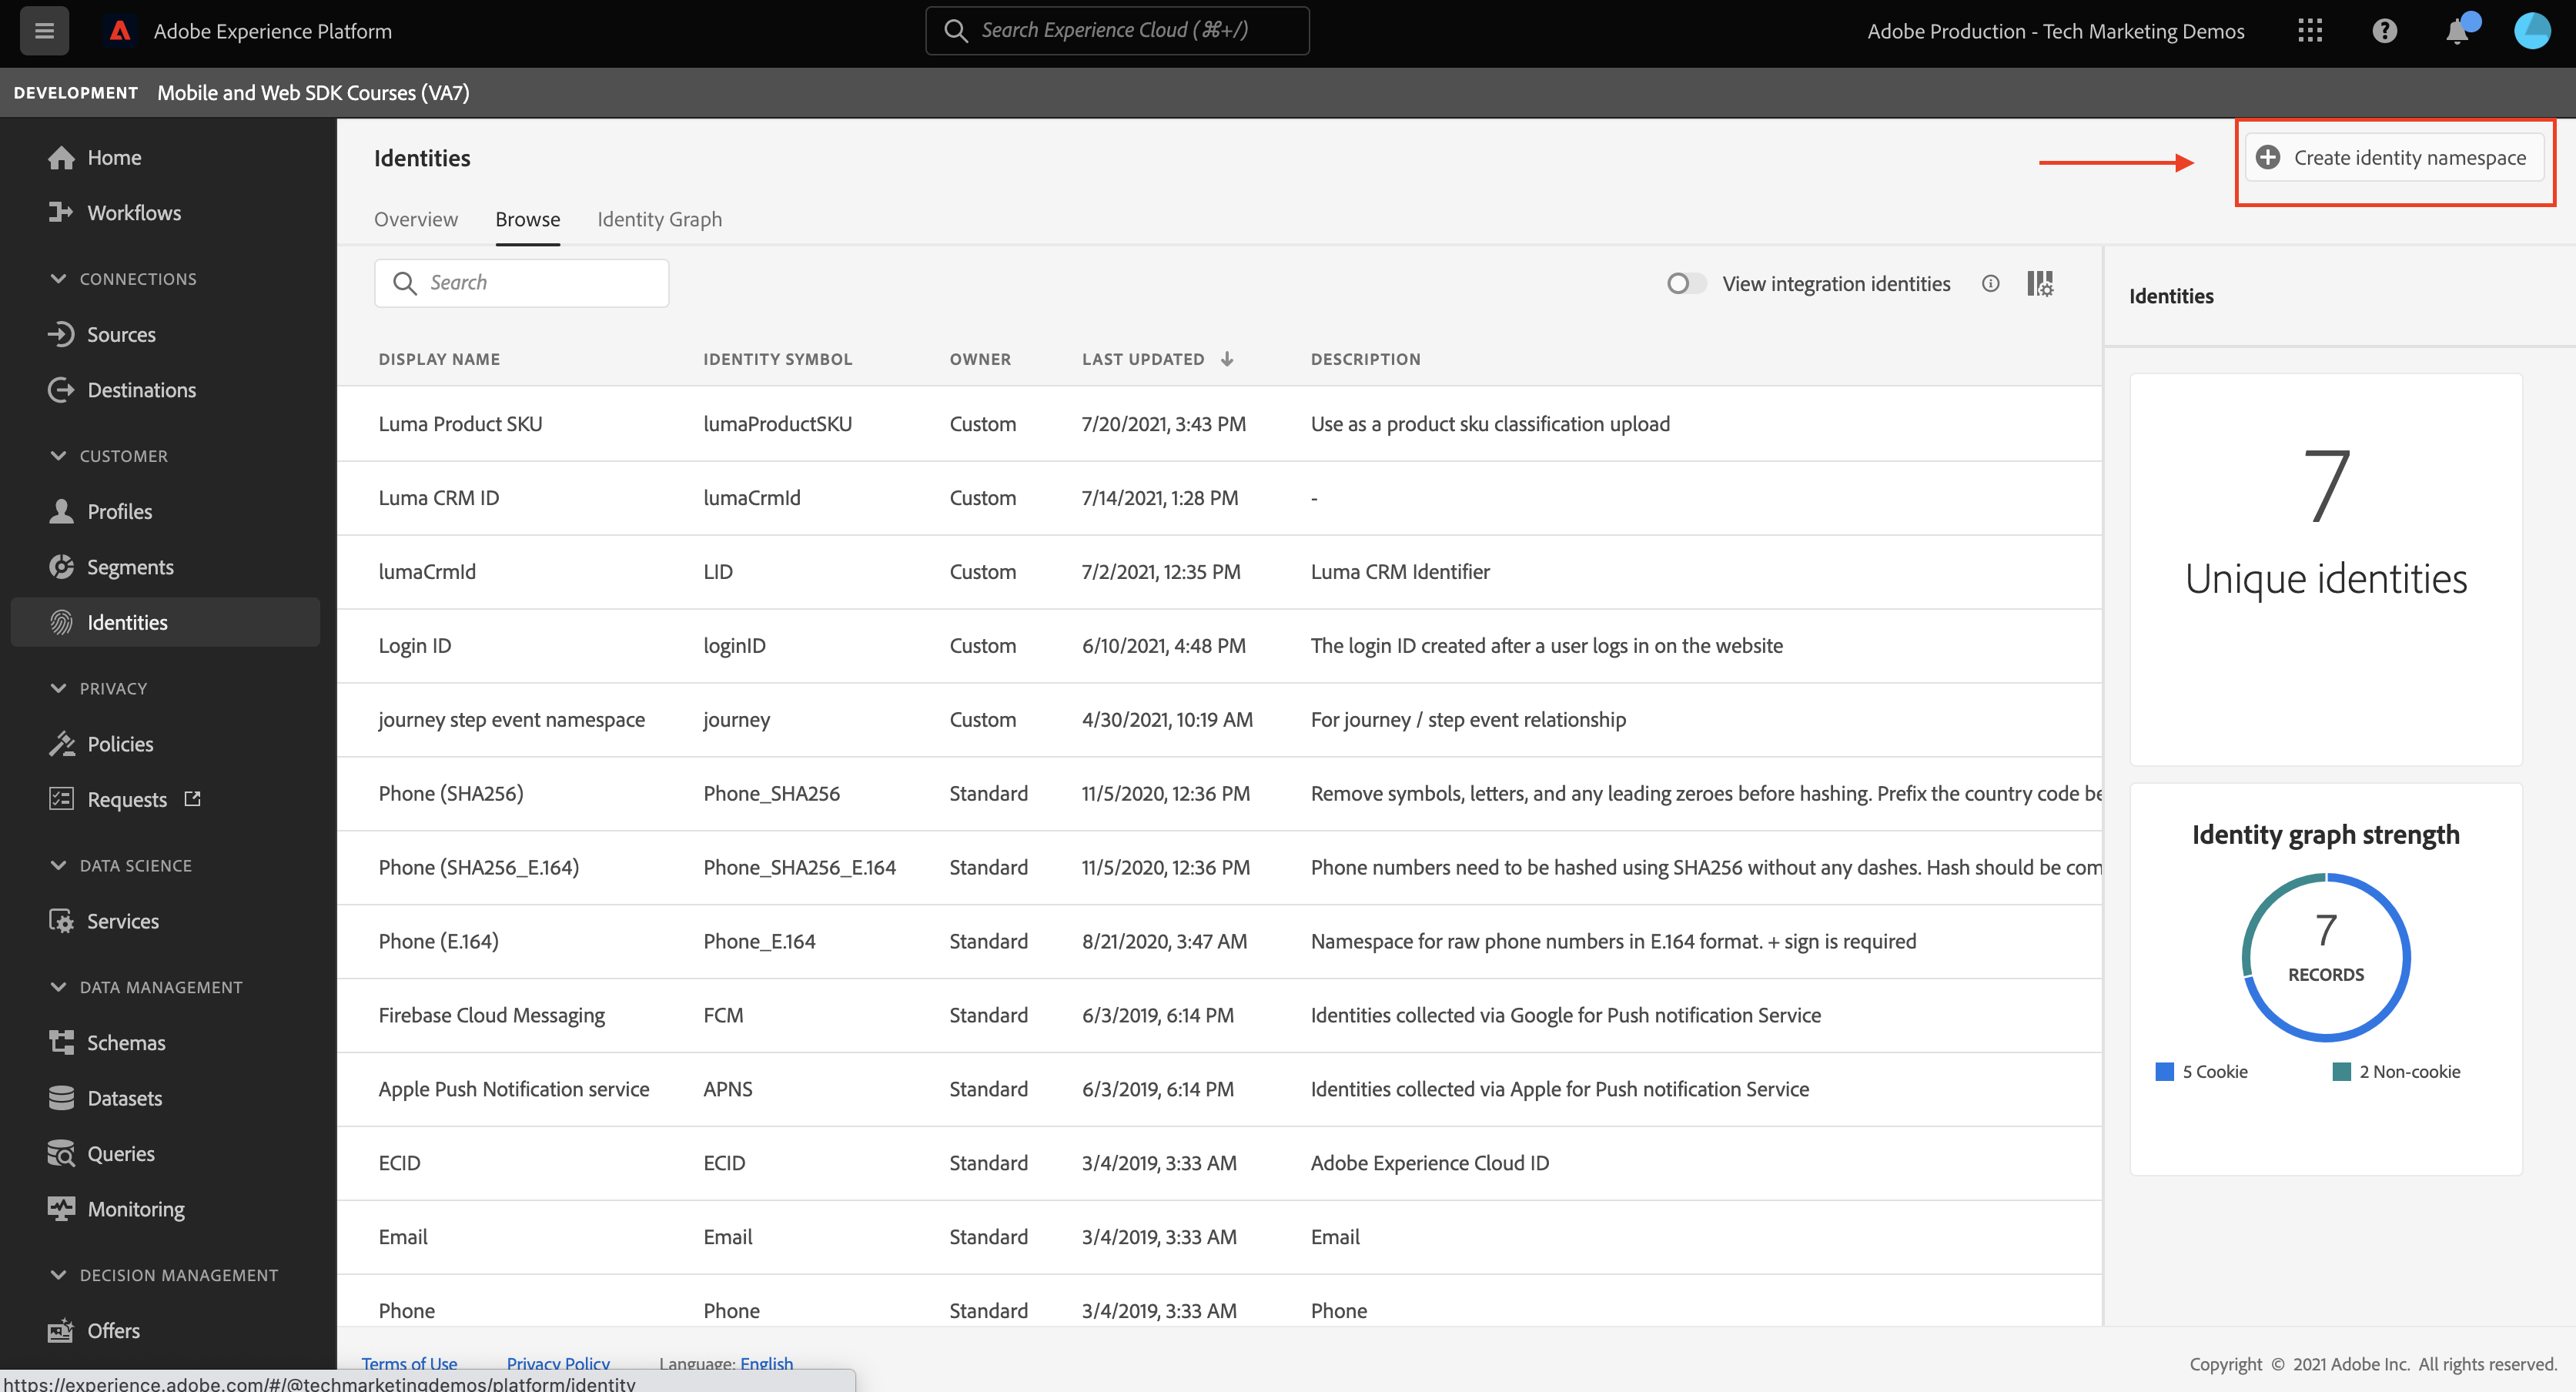 Adobe Experience Platform
Search Experience Cloud (⌘+/)
Adobe Production - Tech Marketing Demos
DEVELOPMENT Mobile and Web SDK Courses (VA7)
Home
Workflows
CONNECTIONS
Sources
Destinations
CUSTOMER
Profiles
Segments
Identities
PRIVACY
Policies
Requests
DATA SCIENCE
Services
DATA MANAGEMENT
Schemas
Datasets
Queries
Monitoring
DECISION MANAGEMENT
Offers
Identities
Create identity namespace
Overview Browse Identity Graph
Search
View integration identities
DISPLAY NAME IDENTITY SYMBOL OWNER LAST UPDATED DESCRIPTION
Luma Product SKU lumaProductSKU Custom 7/20/2021, 3:43 PM Use as a product sku classification upload
Luma CRM ID lumaCrmId Custom 7/14/2021, 1:28 PM -
lumaCrmId LID Custom 7/2/2021, 12:35 PM Luma CRM Identifier
Login ID loginID Custom 6/10/2021, 4:48 PM The login ID created after a user logs in on the website
journey step event namespace journey Custom 4/30/2021, 10:19 AM For journey / step event relationship
Phone (SHA256) Phone_SHA256 Standard 11/5/2020, 12:36 PM Remove symbols, letters, and any leading zeroes before hashing. Prefix the country code be
Phone (SHA256_E.164) Phone_SHA256_E.164 Standard 11/5/2020, 12:36 PM Phone numbers need to be hashed using SHA256 without any dashes. Hash should be com
Phone (E.164) Phone_E.164 Standard 8/21/2020, 3:47 AM Namespace for raw phone numbers in E.164 format. + sign is required
Firebase Cloud Messaging FCM Standard 6/3/2019, 6:14 PM Identities collected via Google for Push notification Service
Apple Push Notification service APNS Standard 6/3/2019, 6:14 PM Identities collected via Apple for Push notification Service
ECID ECID Standard 3/4/2019, 3:33 AM Adobe Experience Cloud ID
Email Email Standard 3/4/2019, 3:33 AM Email
Phone Phone Standard 3/4/2019, 3:33 AM Phone
Identities
7
Unique identities
Identity graph strength
7
RECORDS
5 Cookie 2 Non-cookie
Terms of Use Privacy Policy Language: English
Copyright © 2021 Adobe Inc. All rights reserved.
https://experience.adobe.com/#/@techmarketingdemos/platform/identity